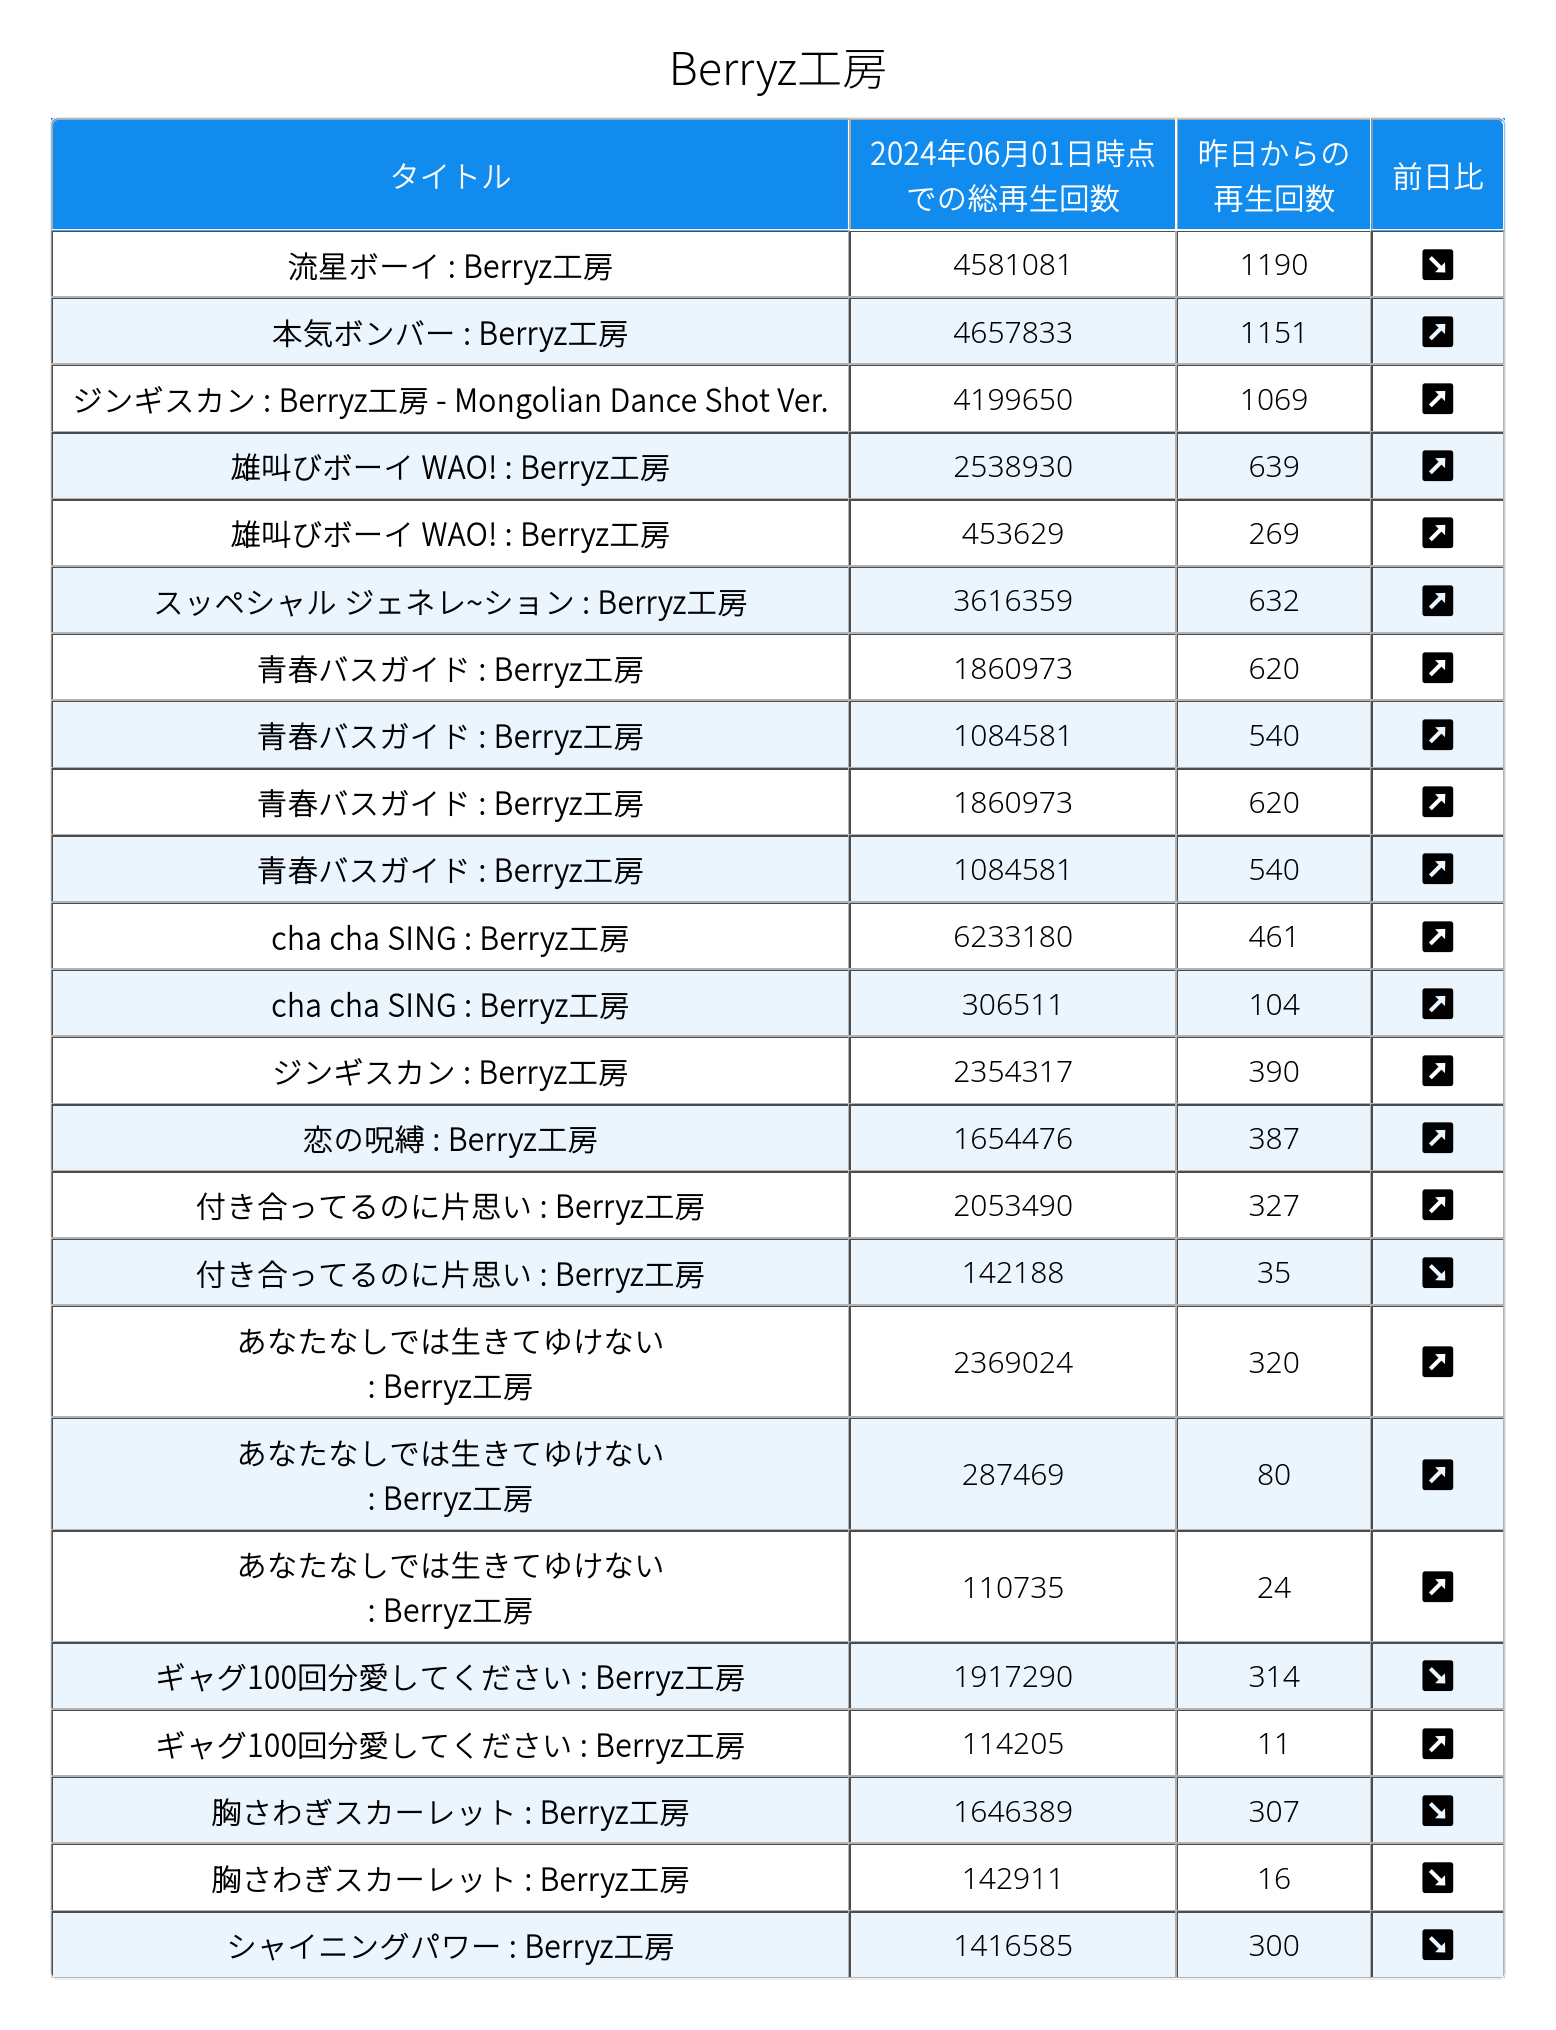 Berryz工房
タイトル
2024年06月01日時点
での総再生回数
昨日からの
再生回数
前日比
流星ボーイ : Berryz工房 4581081 1190 ↘
本気ボンバー : Berryz工房 4657833 1151 ↗
ジンギスカン : Berryz工房 - Mongolian Dance Shot Ver. 4199650 1069 ↗
雄叫びボーイ WAO! : Berryz工房 2538930 639 ↗
雄叫びボーイ WAO! : Berryz工房 453629 269 ↗
スッペシャル ジェネレ~ション : Berryz工房 3616359 632 ↗
青春バスガイド : Berryz工房 1860973 620 ↗
青春バスガイド : Berryz工房 1084581 540 ↗
青春バスガイド : Berryz工房 1860973 620 ↗
青春バスガイド : Berryz工房 1084581 540 ↗
cha cha SING : Berryz工房 6233180 461 ↗
cha cha SING : Berryz工房 306511 104 ↗
ジンギスカン : Berryz工房 2354317 390 ↗
恋の呪縛 : Berryz工房 1654476 387 ↗
付き合ってるのに片思い : Berryz工房 2053490 327 ↗
付き合ってるのに片思い : Berryz工房 142188 35 ↘
あなたなしでは生きてゆけない
: Berryz工房 2369024 320 ↗
あなたなしでは生きてゆけない
: Berryz工房 287469 80 ↗
あなたなしでは生きてゆけない
: Berryz工房 110735 24 ↗
ギャグ100回分愛してください : Berryz工房 1917290 314 ↘
ギャグ100回分愛してください : Berryz工房 114205 11 ↗
胸さわぎスカーレット : Berryz工房 1646389 307 ↘
胸さわぎスカーレット : Berryz工房 142911 16 ↘
シャイニングパワー : Berryz工房 1416585 300 ↘